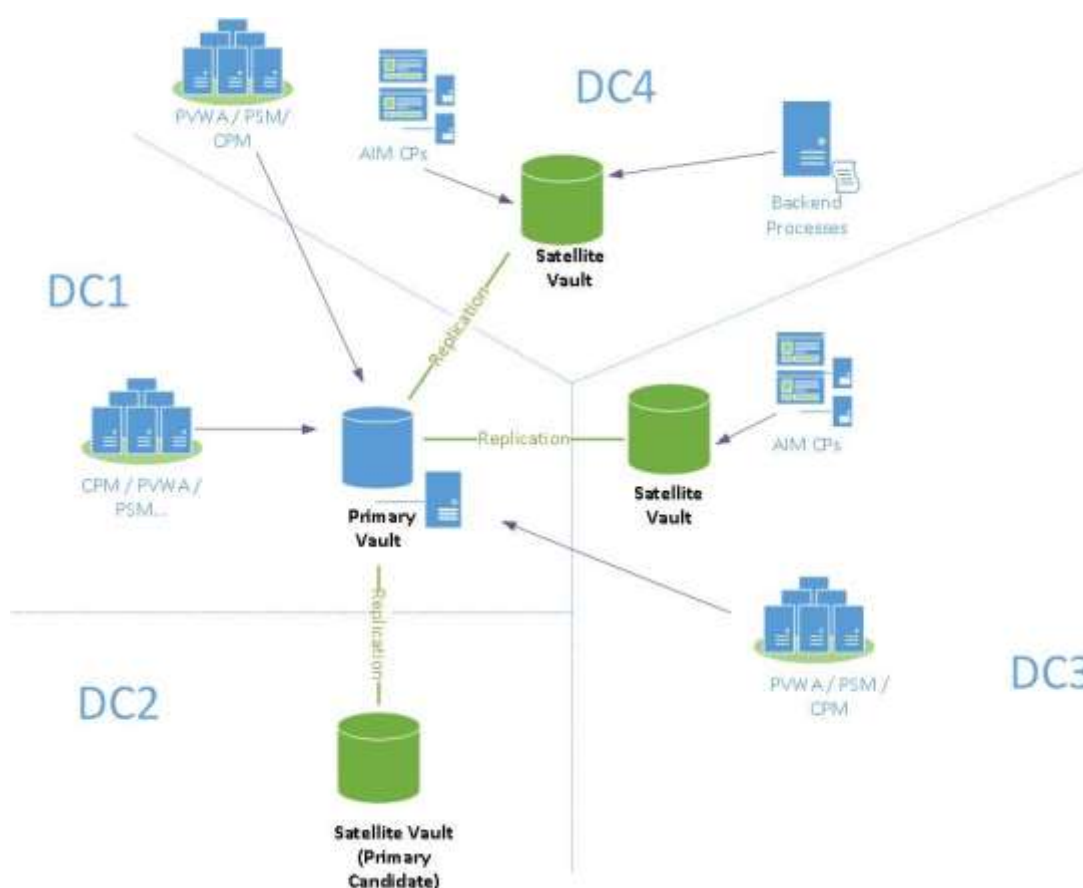 PVWA / PSM/
CPM
AIM CPs
DC4
Backend
Processes
Satellite
Vault
DC1
Replication
CPM / PVWA /
PSM...
Primary
Vault
Replication
Satellite
Vault
AIM CPs
Replication
PVWA / PSM /
CPM
DC3
DC2
Satellite Vault
(Primary
Candidate)